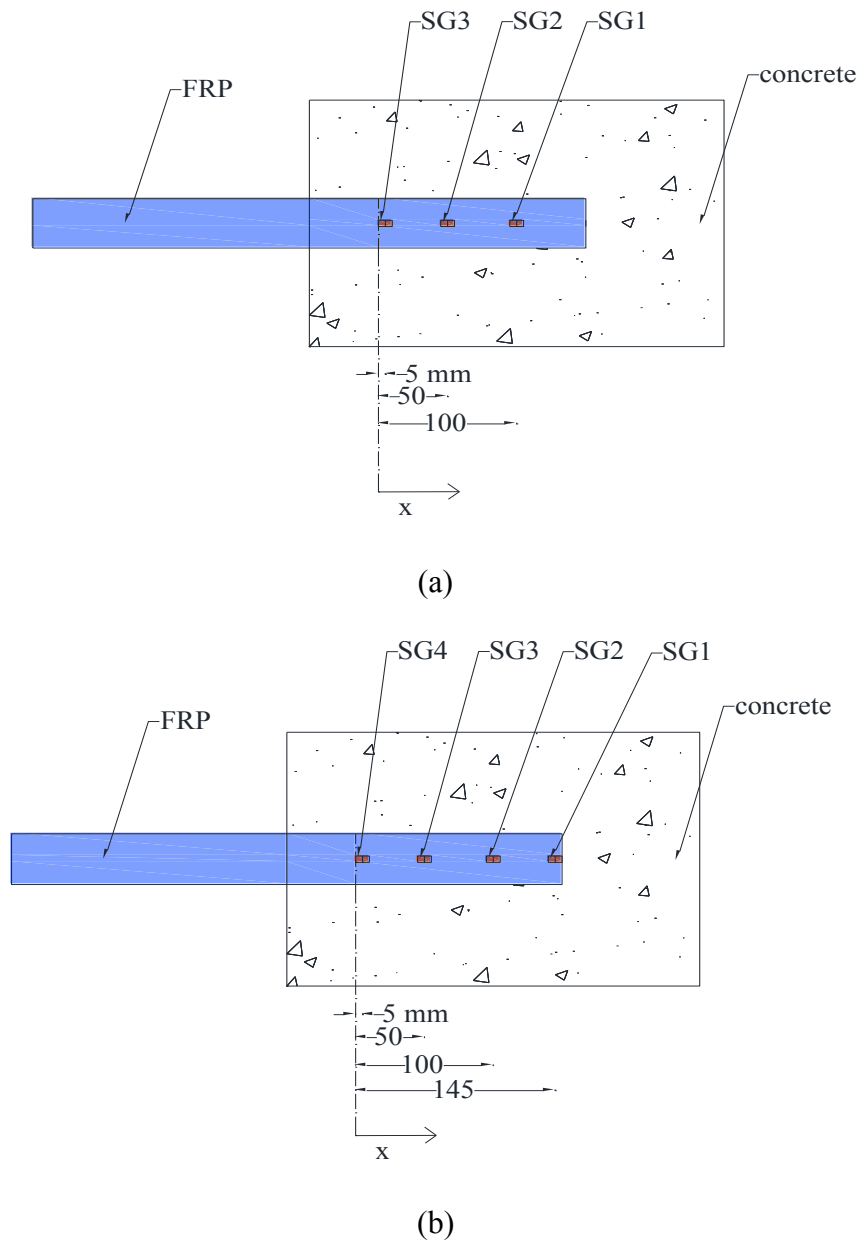 SG3 SG2 SG1
concrete
FRP
5 mm
50
100
x
(a)
SG4 SG3 SG2 SG1
concrete
FRP
5 mm
50
100
145
x
(b)